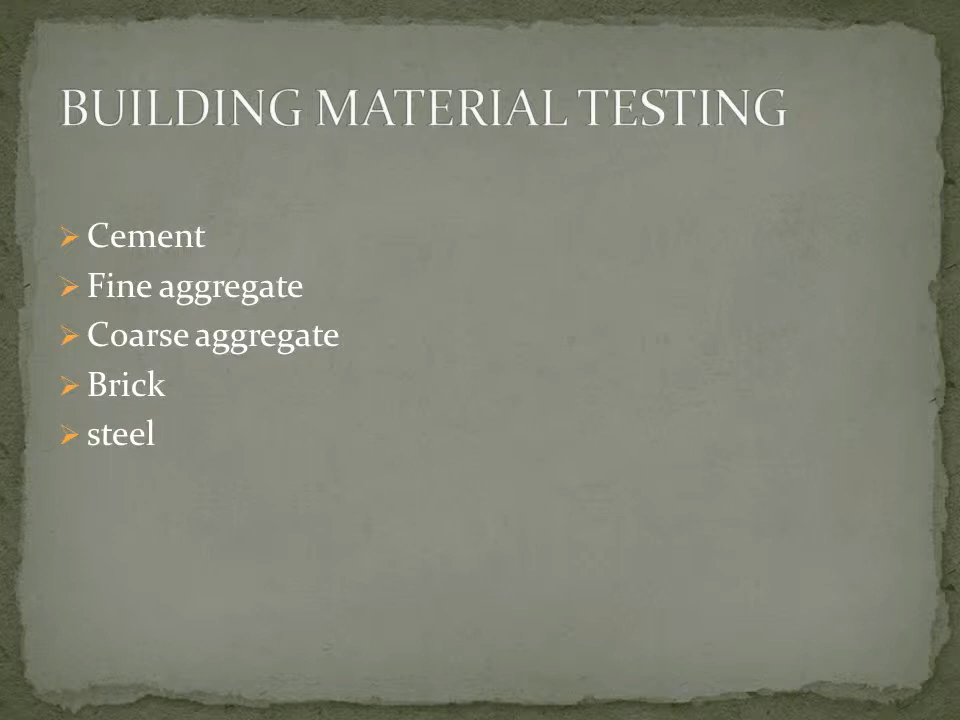 BUILDING MATERIAL TESTING
Cement
Fine aggregate
Coarse aggregate
Brick
steel